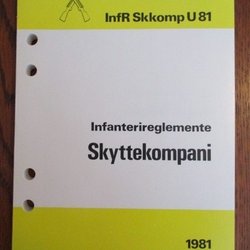 InfR Skkomp U 81
Infanterireglemente
Skyttekompani
1981